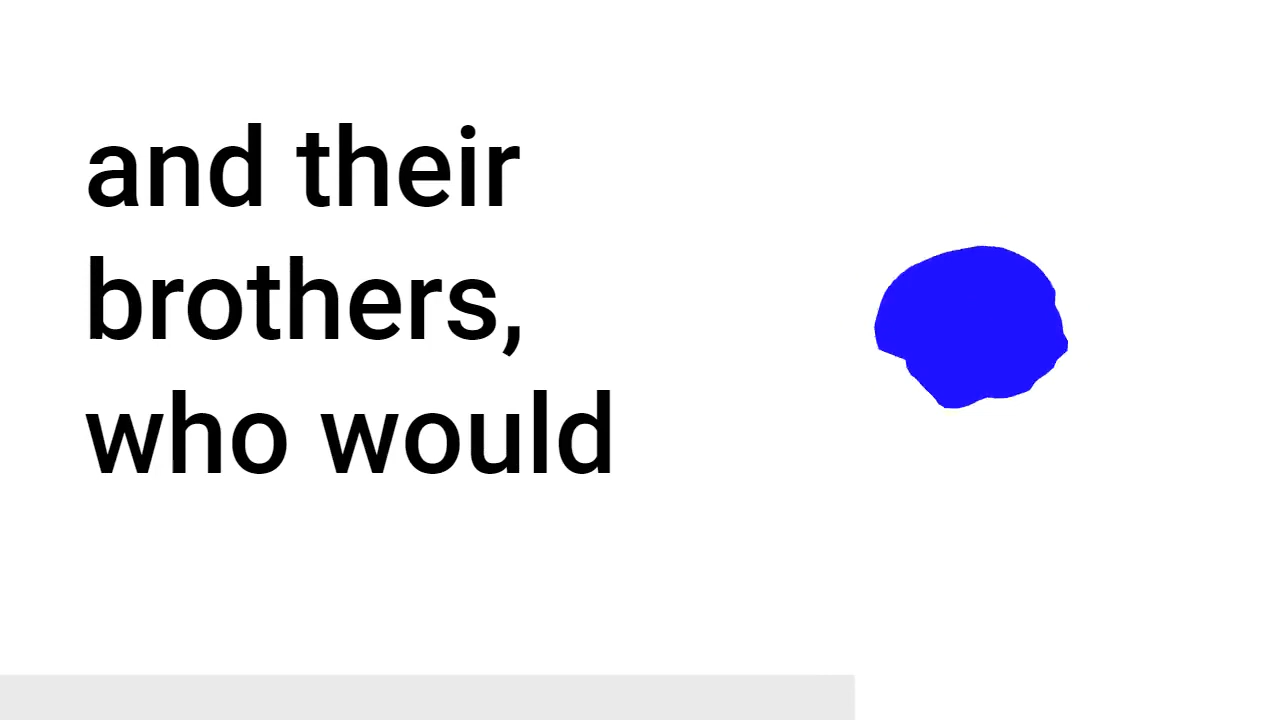 and their
brothers,
who would